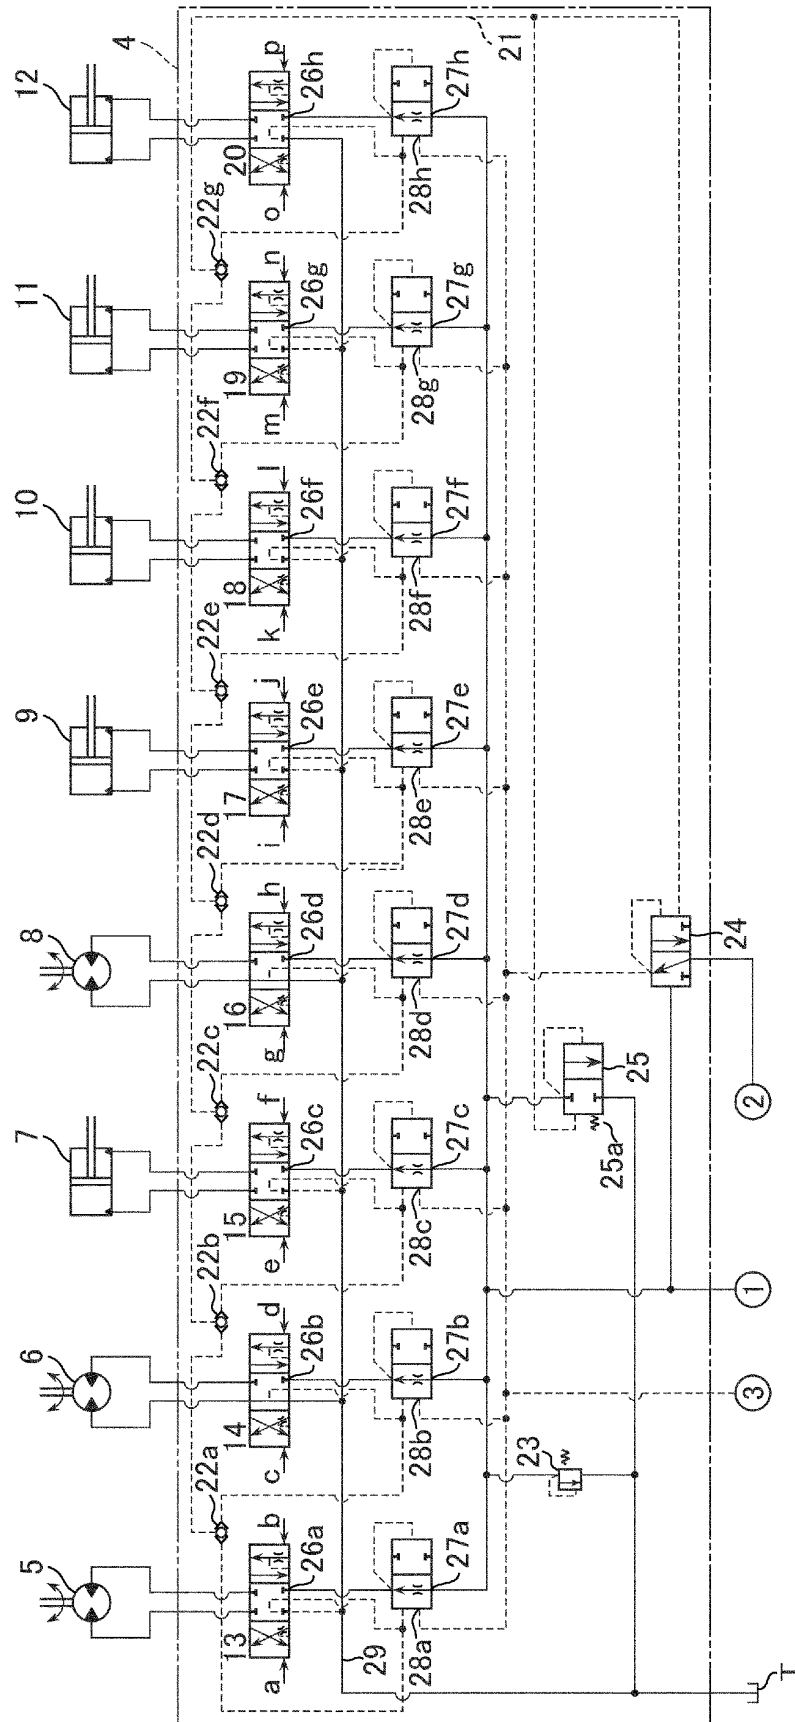 5 6 7 8 9 10 11 12
4
22a 22b 22c 22d 22e 22f 22g
13 14 15 16 17 18 19 20
a b c d e f g h i j k l m n o p
26a 26b 26c 26d 26e 26f 26g 26h
29
28a 27a 28b 27b 28c 27c 28d 27d 28e 27e 28f 27f 28g 27g 28h 27h
21
23
25a 25
24
3 1 2
T